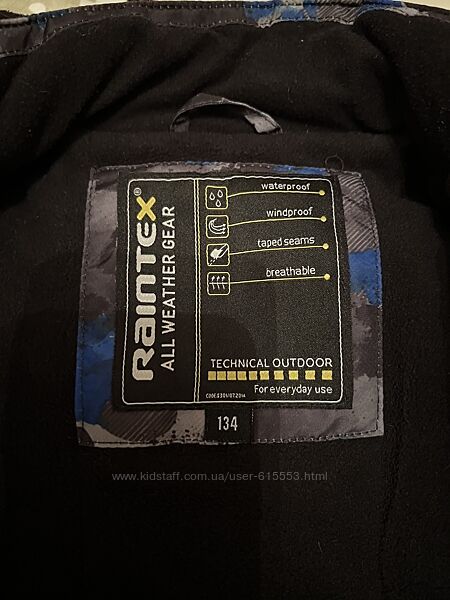 RAINTEX®
ALL WEATHER GEAR
waterproof
windproof
taped seams
breathable
TECHNICAL OUTDOOR
For everyday use
134
www.kidstaff.com.ua/user-615553.html